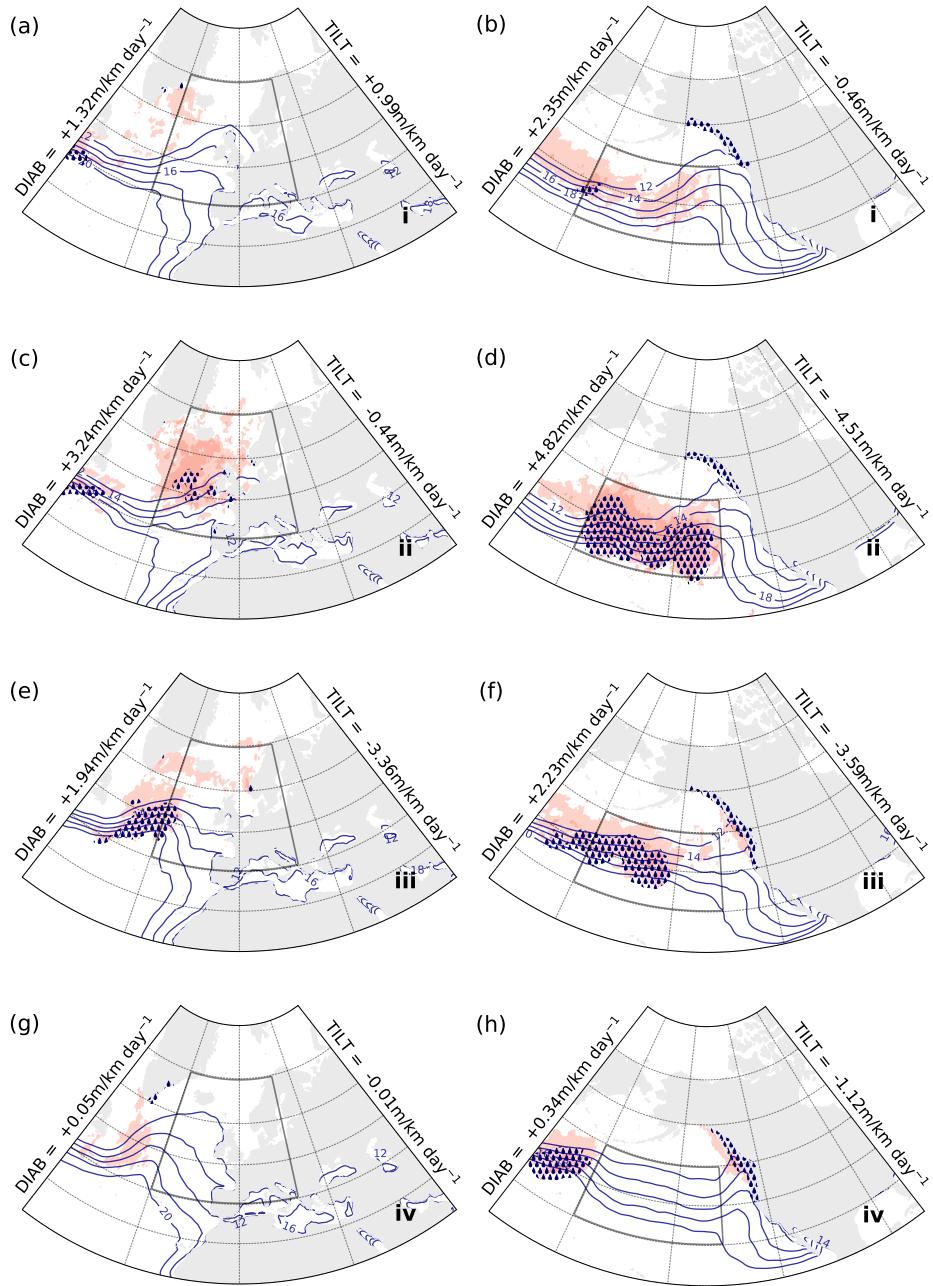 (a)
DIAB = +1.32m/km day⁻¹
TILT = +0.99m/km day⁻¹
16
16
12
18
i
(b)
DIAB = +2.35m/km day⁻¹
TILT = -0.46m/km day⁻¹
16
18
12
14
i
(c)
DIAB = +3.24m/km day⁻¹
TILT = -0.44m/km day⁻¹
14
12
12
ii
(d)
DIAB = +4.82m/km day⁻¹
TILT = -4.51m/km day⁻¹
12
14
18
ii
(e)
DIAB = +1.94m/km day⁻¹
TILT = -3.36m/km day⁻¹
16
18
iii
(f)
DIAB = +2.23m/km day⁻¹
TILT = -3.59m/km day⁻¹
14
iii
(g)
DIAB = +0.05m/km day⁻¹
TILT = -0.01m/km day⁻¹
20
12
16
12
iv
(h)
DIAB = +0.34m/km day⁻¹
TILT = -1.12m/km day⁻¹
14
iv